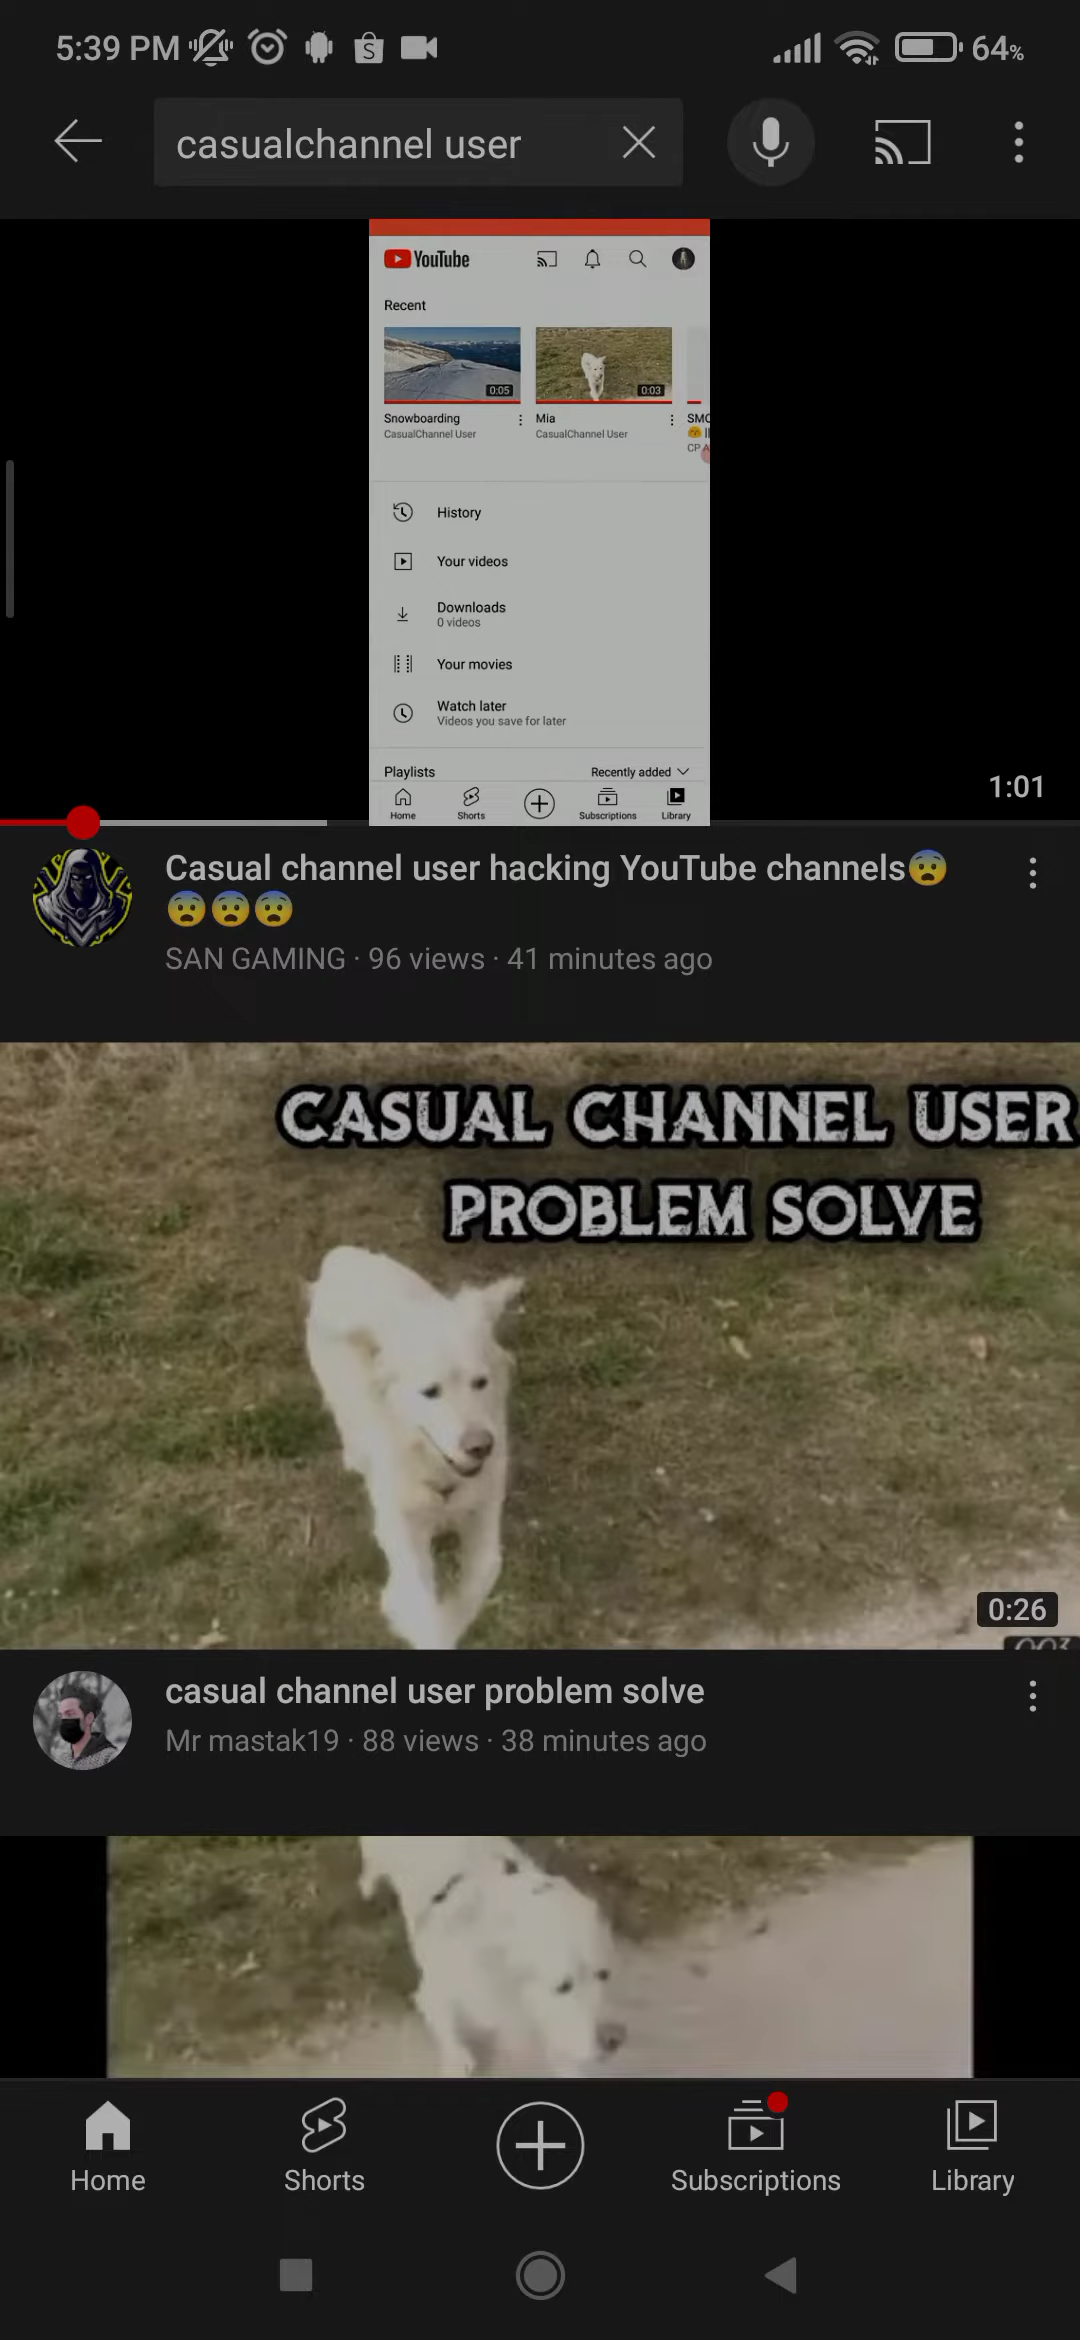 5:39 PM 64%
casualchannel user
YouTube
Recent
0:05 0:03
Snowboarding Mia
CasualChannel User CasualChannel User
History
Your videos
Downloads
0 videos
Your movies
Watch later
Videos you save for later
Playlists Recently added
Home Shorts Subscriptions Library
1:01
Casual channel user hacking YouTube channels😨
😨😨😨
SAN GAMING · 96 views · 41 minutes ago
CASUAL CHANNEL USER
PROBLEM SOLVE
0:26
casual channel user problem solve
Mr mastak19 · 88 views · 38 minutes ago
Home Shorts Subscriptions Library